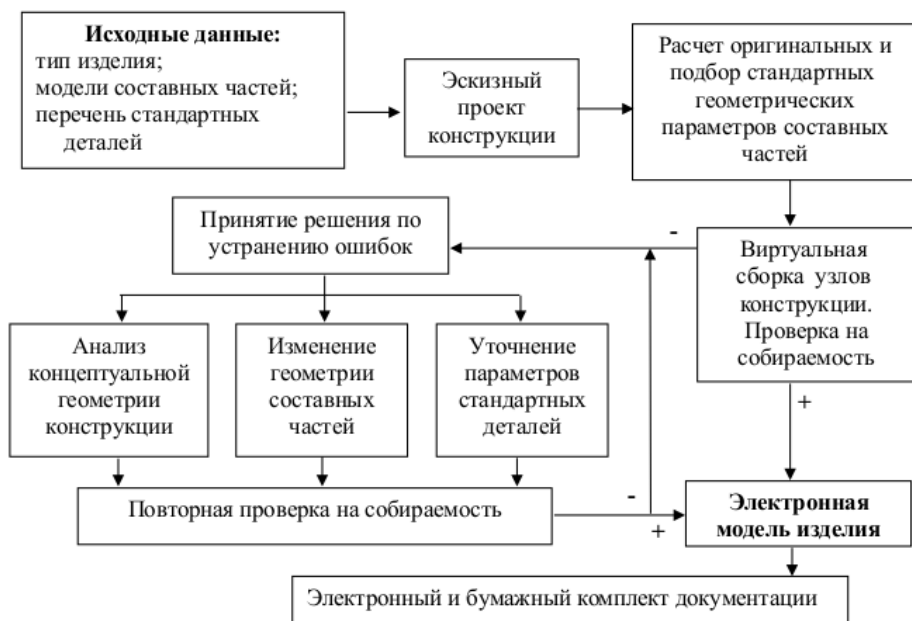 Исходные данные:
тип изделия;
модели составных частей;
перечень стандартных
деталей
Эскизный
проект
конструкции
Расчет оригинальных и
подбор стандартных
геометрических
параметров составных
частей
Принятие решения по
устранению ошибок
-
Виртуальная
сборка узлов
конструкции.
Проверка на
собираемость
Анализ
концептуальной
геометрии
конструкции
Изменение
геометрии
составных
частей
Уточнение
параметров
стандартных
деталей
+
Повторная проверка на собираемость
-
+
Электронная
модель изделия
Электронный и бумажный комплект документации